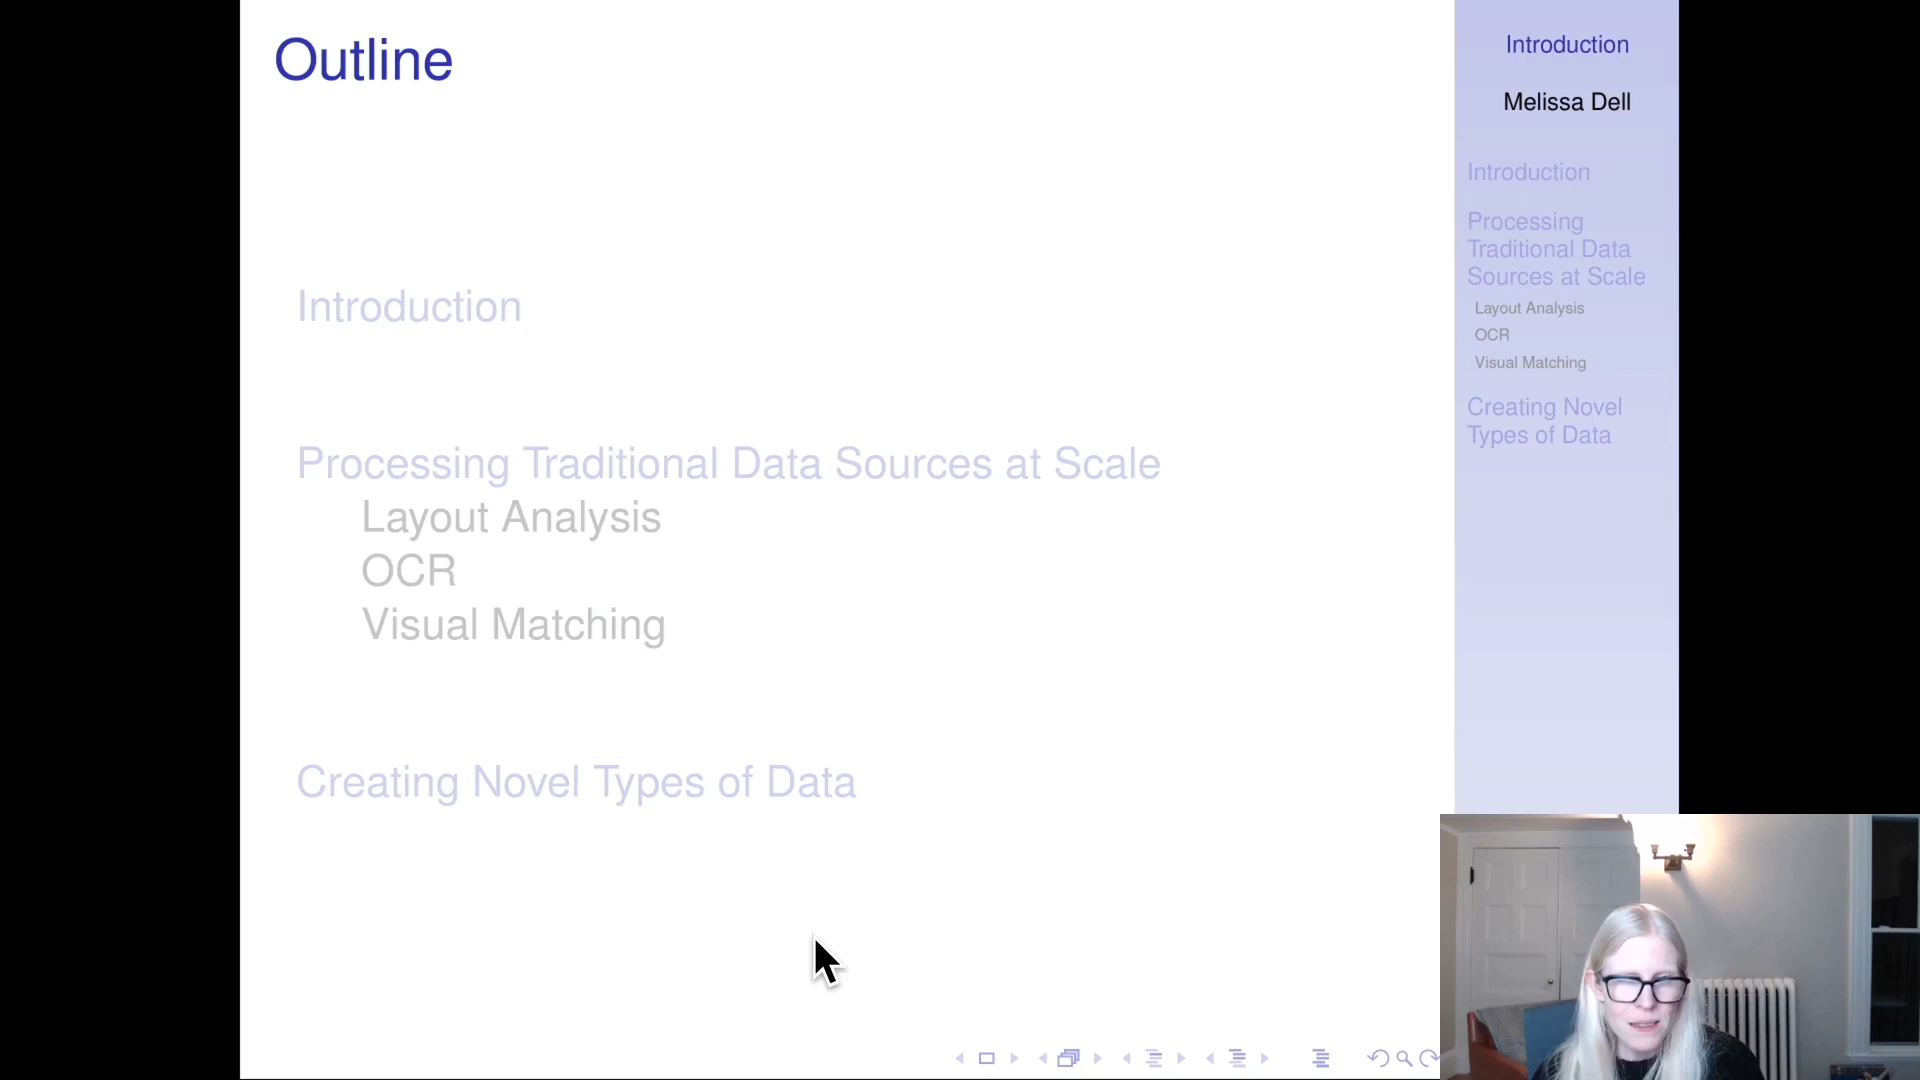 Outline
Introduction
Processing Traditional Data Sources at Scale
Layout Analysis
OCR
Visual Matching
Creating Novel Types of Data
Introduction
Melissa Dell
Introduction
Processing
Traditional Data
Sources at Scale
Layout Analysis
OCR
Visual Matching
Creating Novel
Types of Data